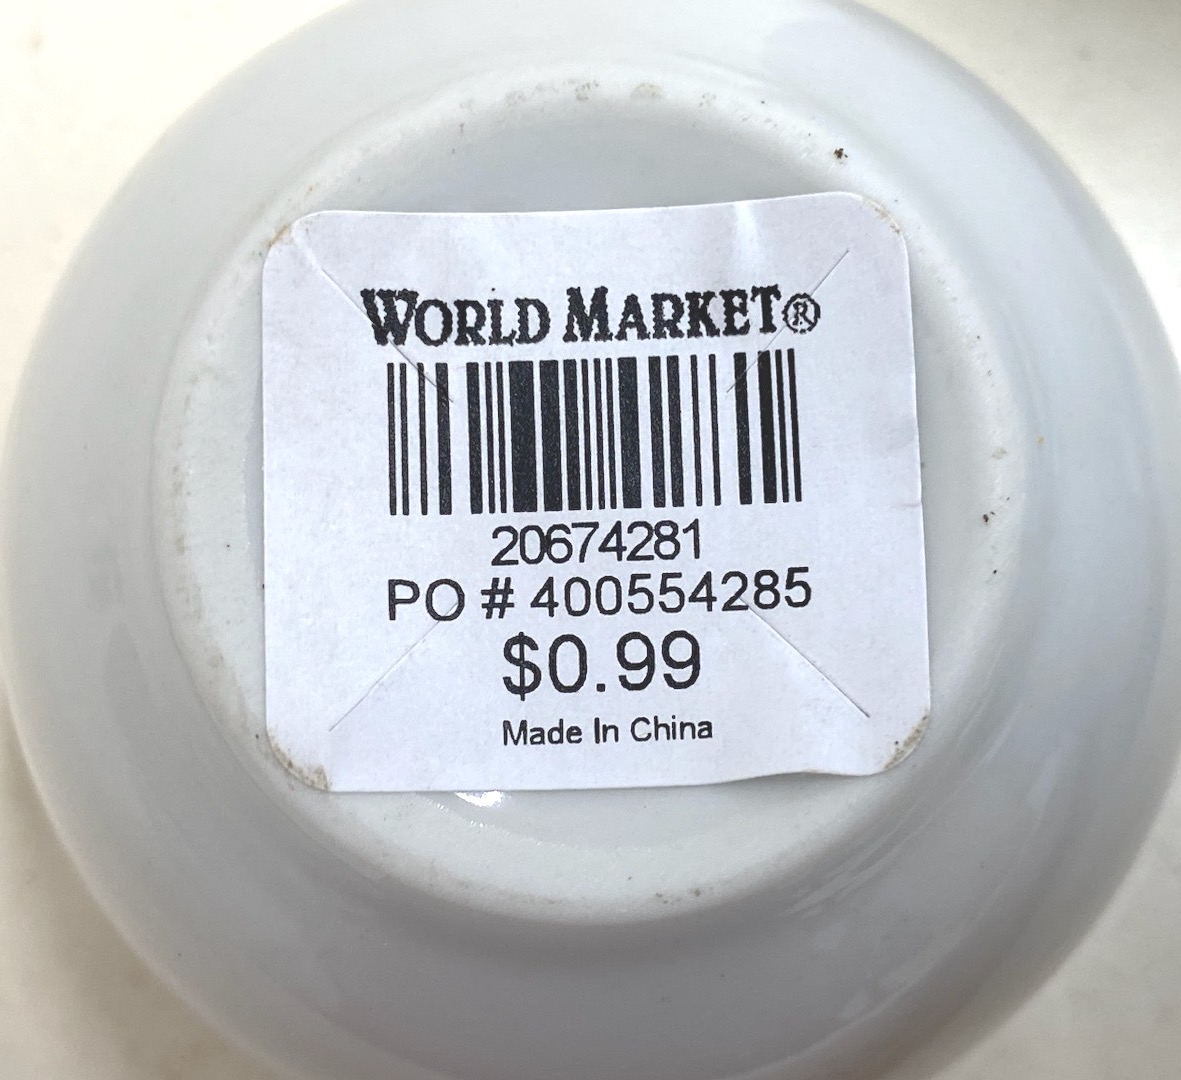 WORLD MARKET®
20674281
PO # 400554285
$0.99
Made In China